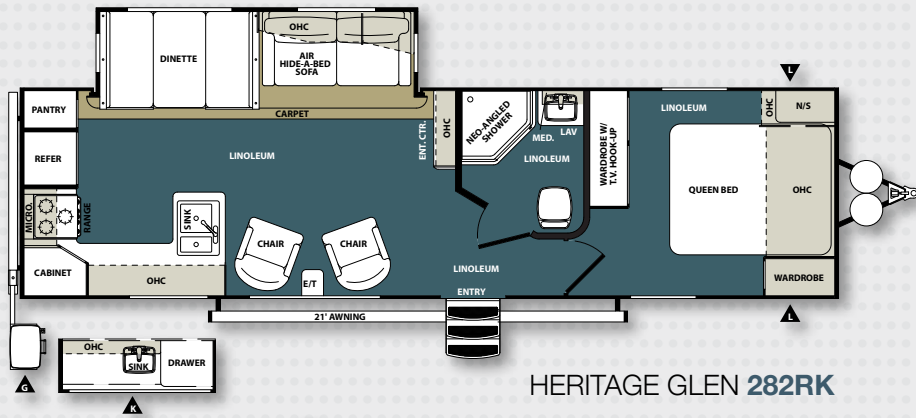 OHC
DINETTE
AIR
HIDE-A-BED
SOFA
L
PANTRY
CARPET
NEO-ANGLED
SHOWER
MED.
LAV
LINOLEUM
WARDROBE W/
T.V. HOOK-UP
LINOLEUM
OHC
N/S
REFER
LINOLEUM
ENT. CTR.
OHC
QUEEN BED
OHC
MICRO.
RANGE
SINK
CHAIR
CHAIR
CABINET
OHC
E/T
LINOLEUM
ENTRY
WARDROBE
21' AWNING
L
G
OHC
SINK
DRAWER
K
HERITAGE GLEN 282RK